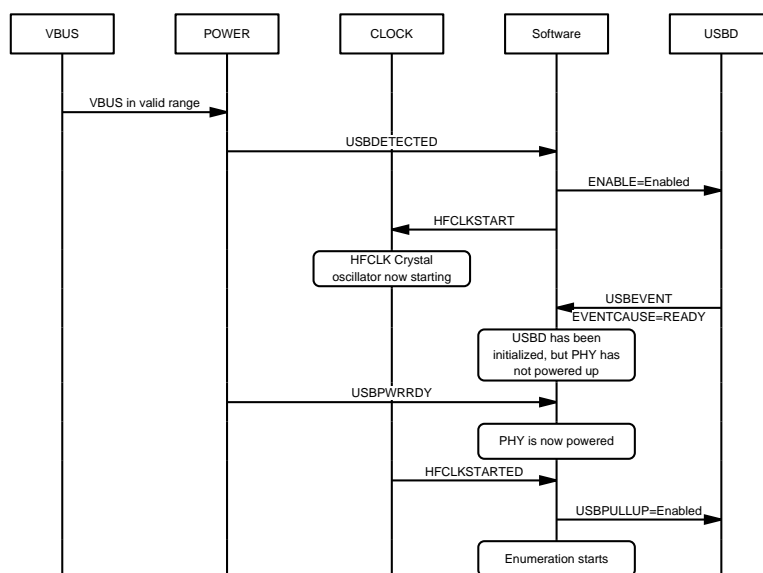 VBUS
POWER
CLOCK
Software
USBD
VBUS in valid range
USBDETECTED
ENABLE=Enabled
HFCLKSTART
HFCLK Crystal
oscillator now starting
USBEVENT
EVENTCAUSE=READY
USBD has been
initialized, but PHY has
not powered up
USBPWRRDY
PHY is now powered
HFCLKSTARTED
USBPULLUP=Enabled
Enumeration starts